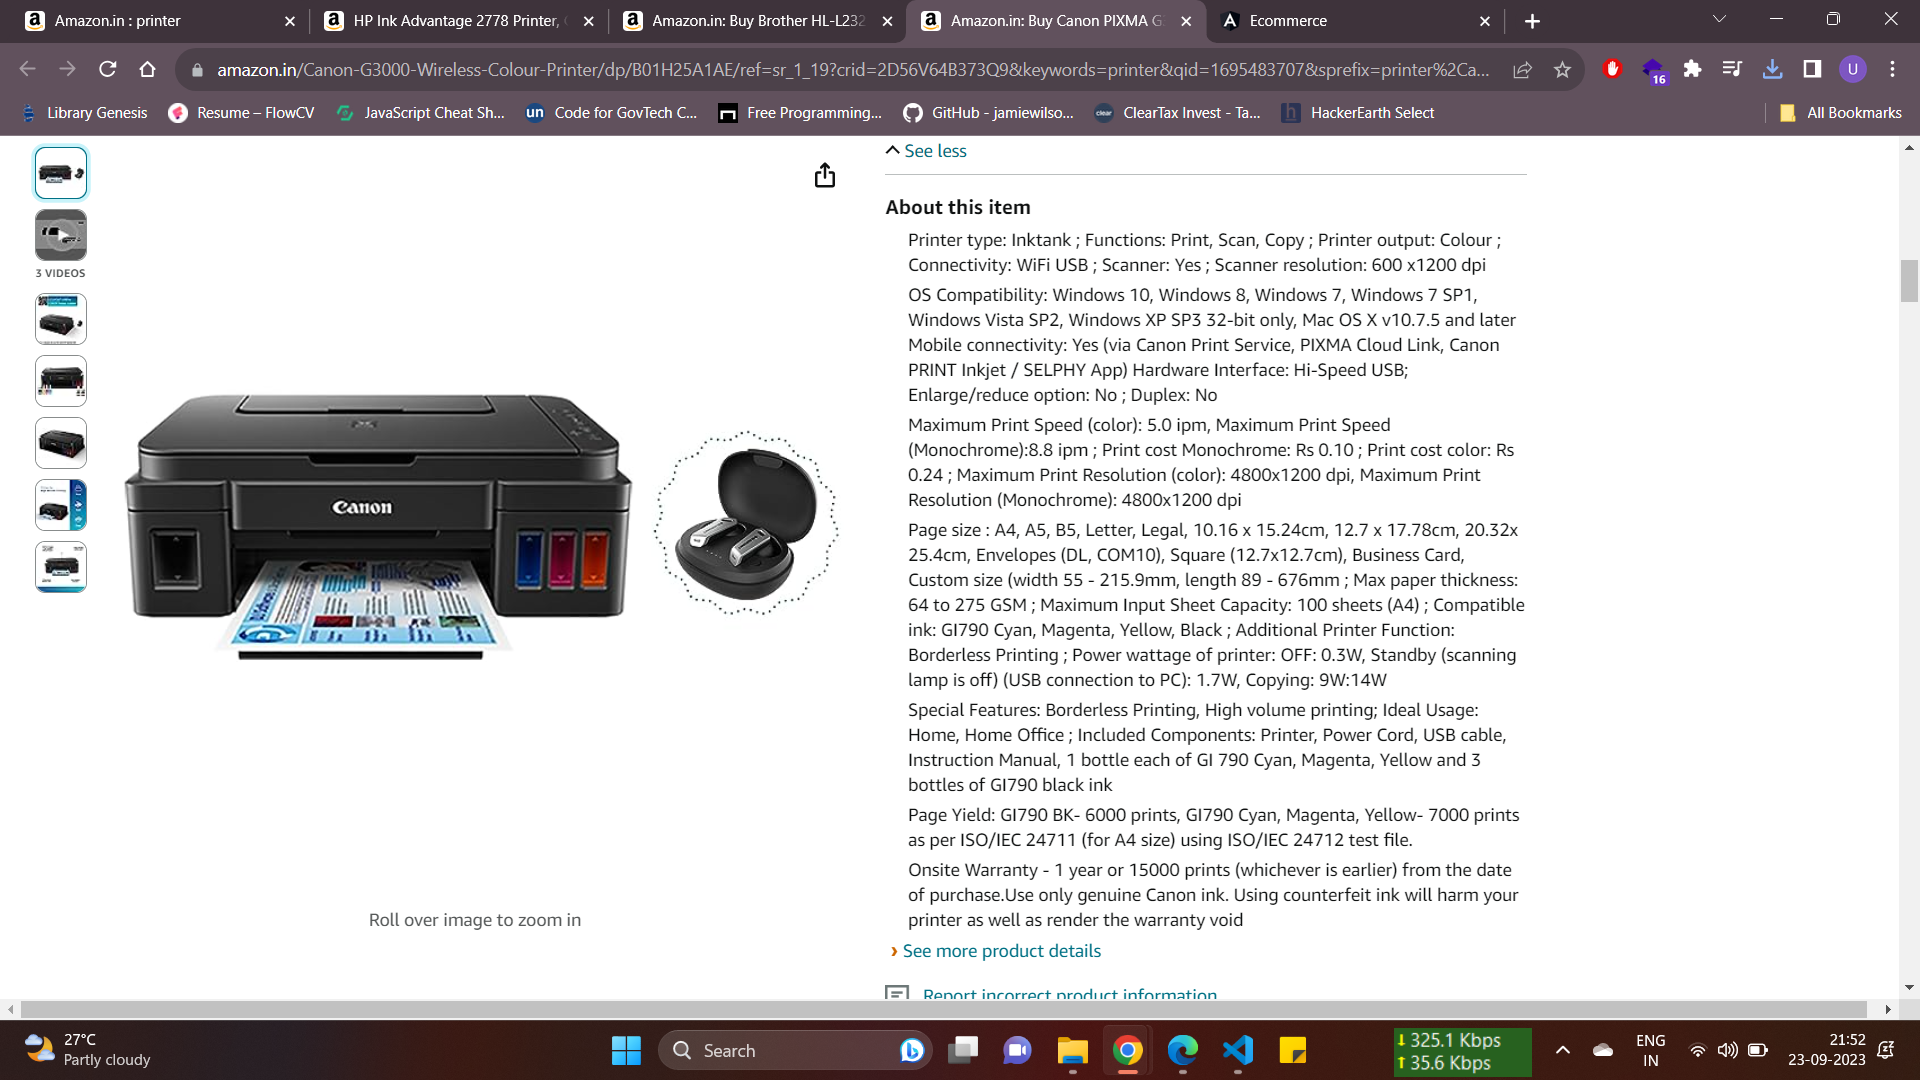 Amazon.in : printer
HP Ink Advantage 2778 Printer,
Amazon.in: Buy Brother HL-L232
Amazon.in: Buy Canon PIXMA G
Ecommerce
amazon.in/Canon-G3000-Wireless-Colour-Printer/dp/B01H25A1AE/ref=sr_1_19?crid=2D56V64B373Q9&keywords=printer&qid=1695483707&sprefix=printer%2Ca...
16
U
Library Genesis
Resume – FlowCV
JavaScript Cheat Sh...
un
Code for GovTech C...
Free Programming...
GitHub - jamiewilso...
clear
ClearTax Invest - Ta...
h
HackerEarth Select
All Bookmarks
3 VIDEOS
Canon
Roll over image to zoom in
See less
About this item
Printer type: Inktank ; Functions: Print, Scan, Copy ; Printer output: Colour ;
Connectivity: WiFi USB ; Scanner: Yes ; Scanner resolution: 600 x1200 dpi
OS Compatibility: Windows 10, Windows 8, Windows 7, Windows 7 SP1,
Windows Vista SP2, Windows XP SP3 32-bit only, Mac OS X v10.7.5 and later
Mobile connectivity: Yes (via Canon Print Service, PIXMA Cloud Link, Canon
PRINT Inkjet / SELPHY App) Hardware Interface: Hi-Speed USB;
Enlarge/reduce option: No ; Duplex: No
Maximum Print Speed (color): 5.0 ipm, Maximum Print Speed
(Monochrome):8.8 ipm ; Print cost Monochrome: Rs 0.10 ; Print cost color: Rs
0.24 ; Maximum Print Resolution (color): 4800x1200 dpi, Maximum Print
Resolution (Monochrome): 4800x1200 dpi
Page size : A4, A5, B5, Letter, Legal, 10.16 x 15.24cm, 12.7 x 17.78cm, 20.32x
25.4cm, Envelopes (DL, COM10), Square (12.7x12.7cm), Business Card,
Custom size (width 55 - 215.9mm, length 89 - 676mm ; Max paper thickness:
64 to 275 GSM ; Maximum Input Sheet Capacity: 100 sheets (A4) ; Compatible
ink: GI790 Cyan, Magenta, Yellow, Black ; Additional Printer Function:
Borderless Printing ; Power wattage of printer: OFF: 0.3W, Standby (scanning
lamp is off) (USB connection to PC): 1.7W, Copying: 9W:14W
Special Features: Borderless Printing, High volume printing; Ideal Usage:
Home, Home Office ; Included Components: Printer, Power Cord, USB cable,
Instruction Manual, 1 bottle each of GI 790 Cyan, Magenta, Yellow and 3
bottles of GI790 black ink
Page Yield: GI790 BK- 6000 prints, GI790 Cyan, Magenta, Yellow- 7000 prints
as per ISO/IEC 24711 (for A4 size) using ISO/IEC 24712 test file.
Onsite Warranty - 1 year or 15000 prints (whichever is earlier) from the date
of purchase.Use only genuine Canon ink. Using counterfeit ink will harm your
printer as well as render the warranty void
› See more product details
Report incorrect product information
27°C
Partly cloudy
Search
325.1 Kbps
35.6 Kbps
ENG
IN
21:52
23-09-2023